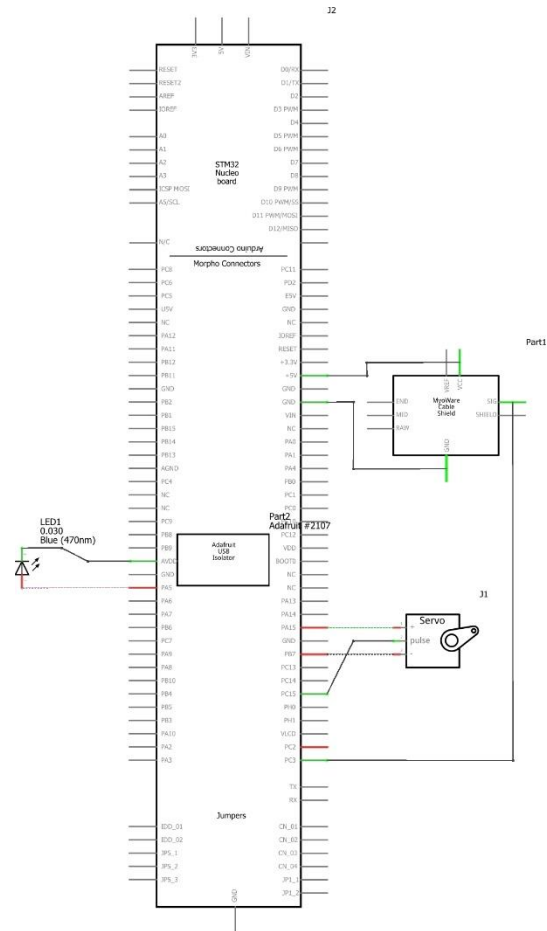 J2
3V3
5V
VIN
RESET
RESET2
AREF
IOREF
A0
A1
A2
A3
ICSP MOSI
A5/SCL
N/C
D0/RX
D1/TX
D2
D3 PWM
D4
D5 PWM
D6 PWM
D7
D8
D9 PWM
D10 PWM/SS
D11 PWM/MOSI
D12/MISO
STM32
Nucleo
board
Arduino Connectors
Morpho Connectors
PC8
PC6
PC5
U5V
NC
PA12
PA11
PB12
PB11
GND
PB2
PB1
PB15
PB14
PB13
AGND
PC4
NC
NC
PC9
PB8
PB9
AVDD
GND
PA5
PA6
PA7
PB6
PC7
PA9
PA8
PB10
PB4
PB5
PB3
PA10
PA2
PA3
PC11
PD2
E5V
GND
NC
IOREF
RESET
+3.3V
+5V
GND
GND
VIN
NC
PA0
PA1
PA4
PB0
PC1
PC0
PC12
VDD
BOOT0
NC
NC
PA13
PA14
PA15
GND
PB7
PC13
PC14
PC15
PH0
PH1
VLCD
PC2
PC3
TX
RX
Part1
VREF
VCC
MyoWare
Cable
Shield
END
MID
RAW
SIG
SHIELD
GND
Part2
Adafruit #2107
Adafruit
USB
Isolator
LED1
0.030
Blue (470nm)
J1
Servo
+
pulse
-
Jumpers
IDD_01
IDD_02
JP5_1
JP5_2
JP5_3
CN_01
CN_02
CN_03
CN_04
JP1_1
JP1_2
GND